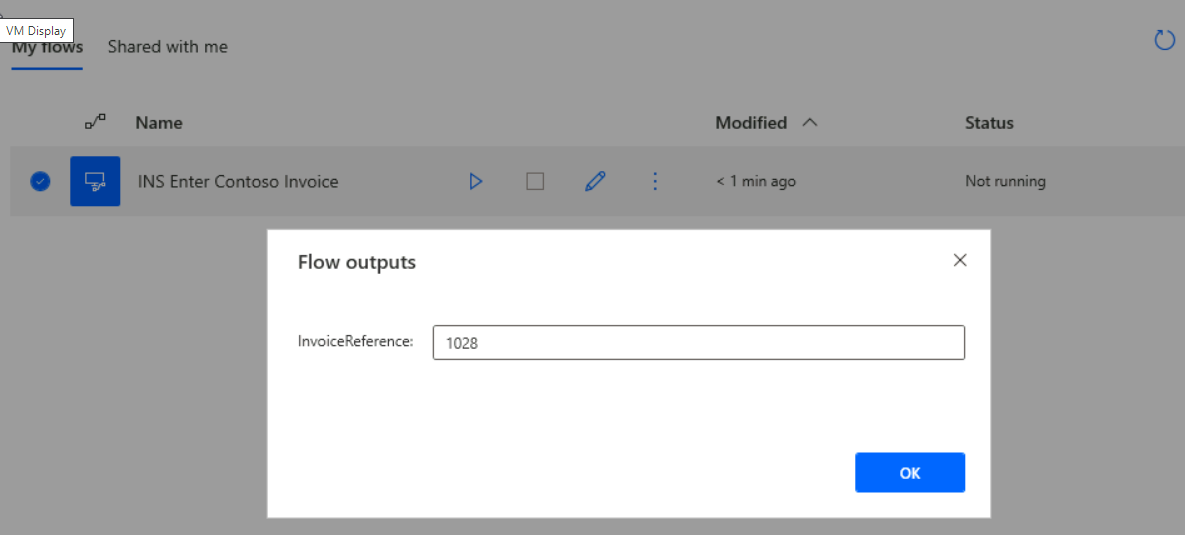 VM Display
My flows Shared with me
Name Modified Status
INS Enter Contoso Invoice < 1 min ago Not running
Flow outputs
InvoiceReference: 1028
OK